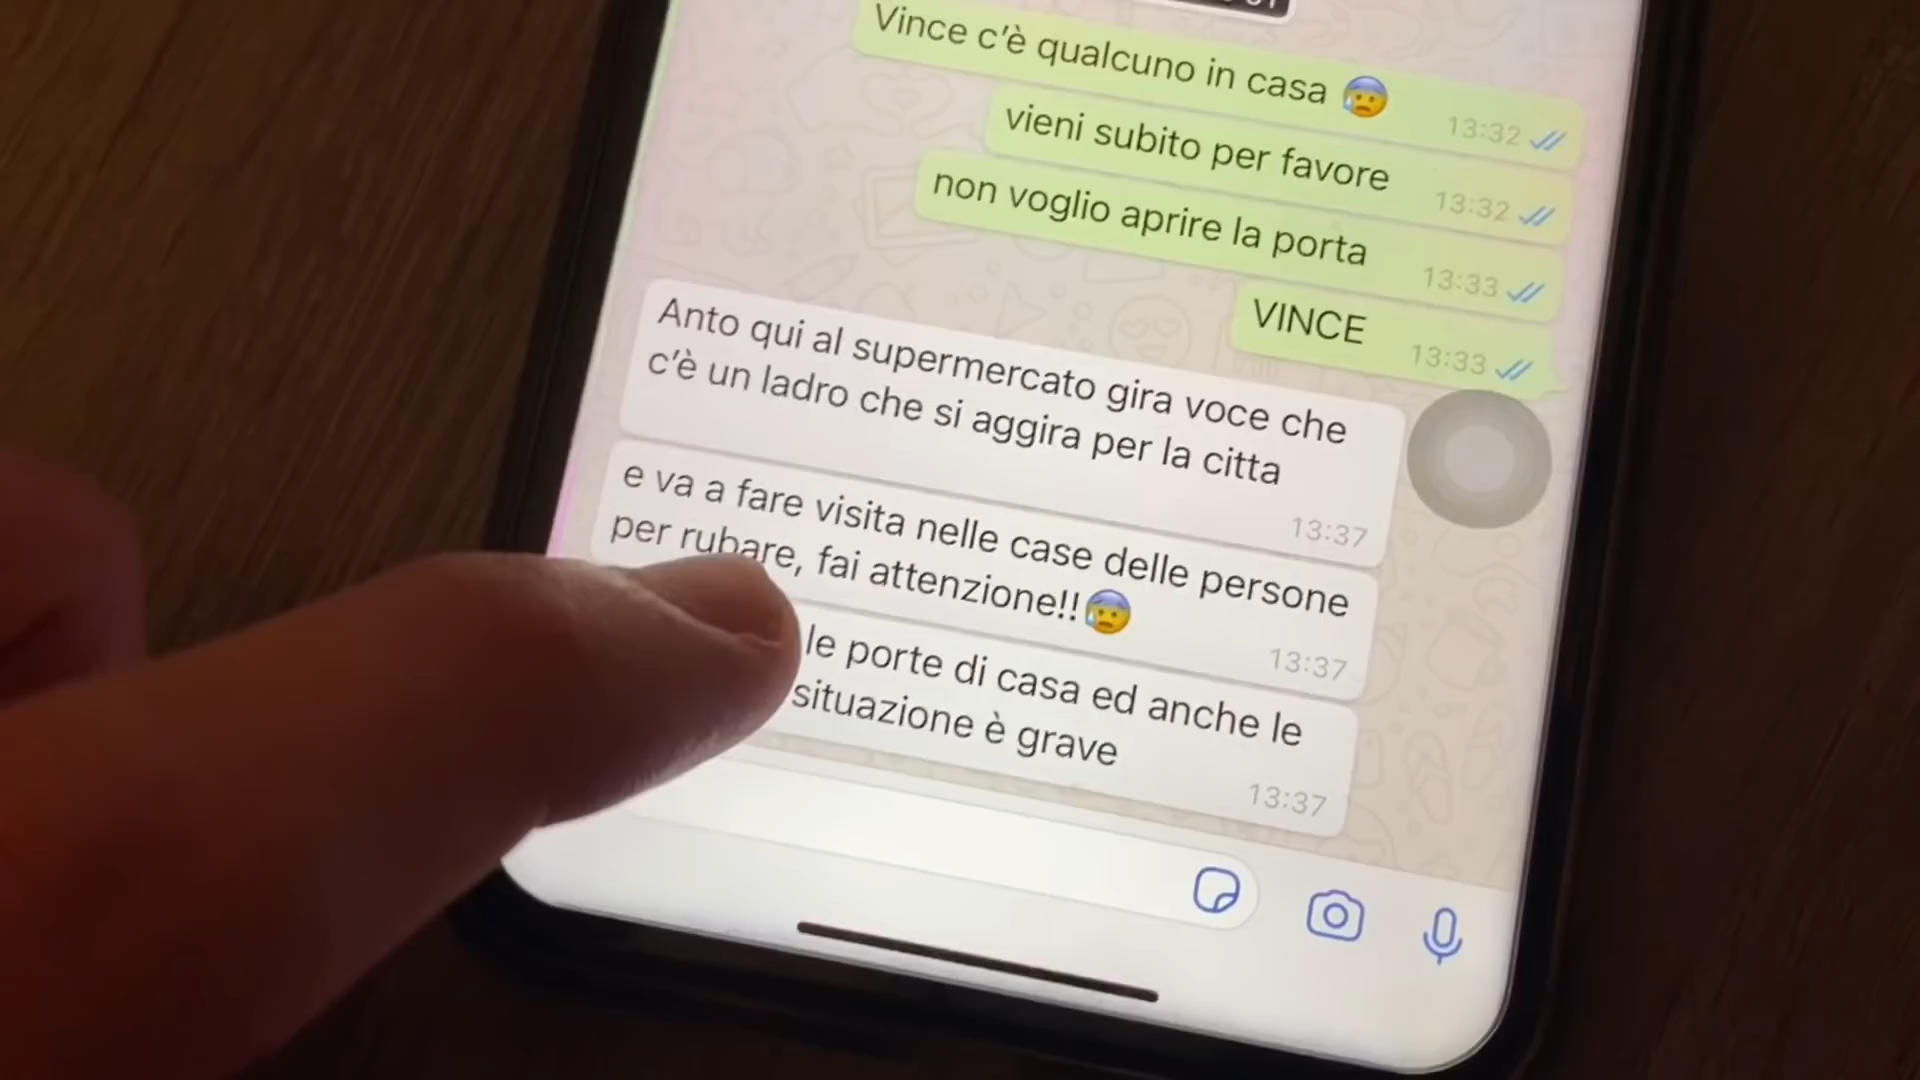 Vince c'è qualcuno in casa 😰
13:32
vieni subito per favore
13:32
non voglio aprire la porta
13:33
VINCE
13:33
Anto qui al supermercato gira voce che
c'è un ladro che si aggira per la citta
13:37
e va a fare visita nelle case delle persone
per rubare, fai attenzione!!😰
13:37
le porte di casa ed anche le
situazione è grave
13:37